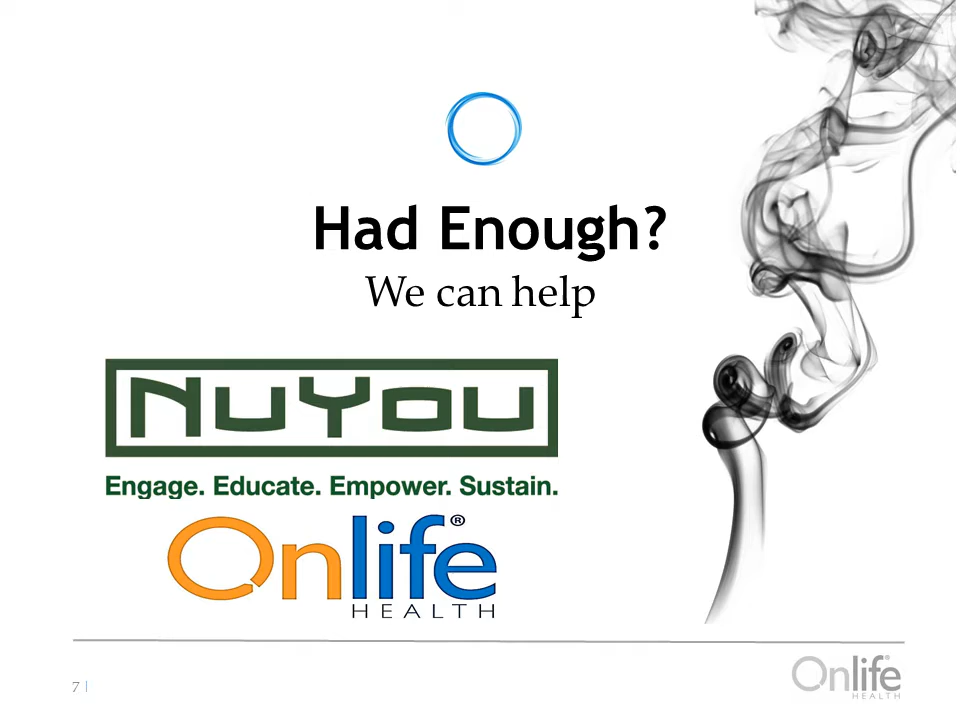 Had Enough?
We can help
NuYou
Engage. Educate. Empower. Sustain.
Onlife®
HEALTH
7 |
Onlife®
HEALTH